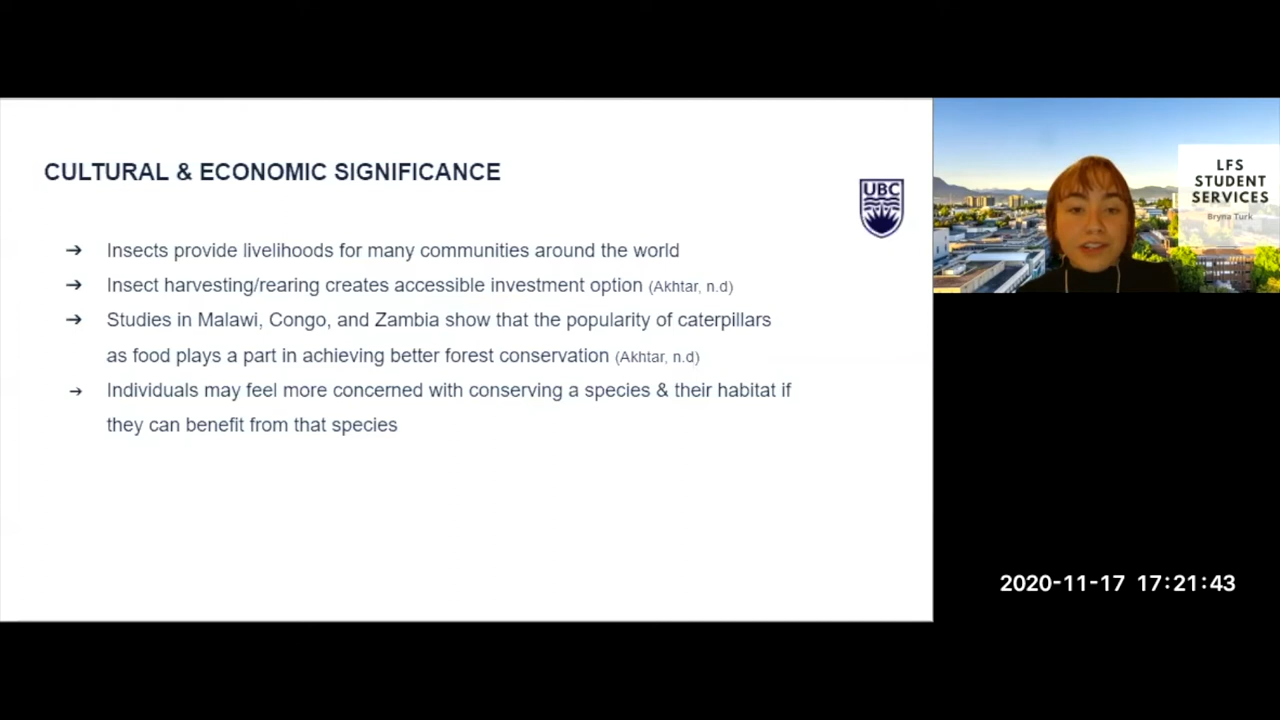 CULTURAL & ECONOMIC SIGNIFICANCE
UBC
➔ Insects provide livelihoods for many communities around the world
➔ Insect harvesting/rearing creates accessible investment option (Akhtar, n.d)
➔ Studies in Malawi, Congo, and Zambia show that the popularity of caterpillars
as food plays a part in achieving better forest conservation (Akhtar, n.d)
➔ Individuals may feel more concerned with conserving a species & their habitat if
they can benefit from that species
LFS
STUDENT
SERVICES
Bryna Turk
2020-11-17 17:21:43